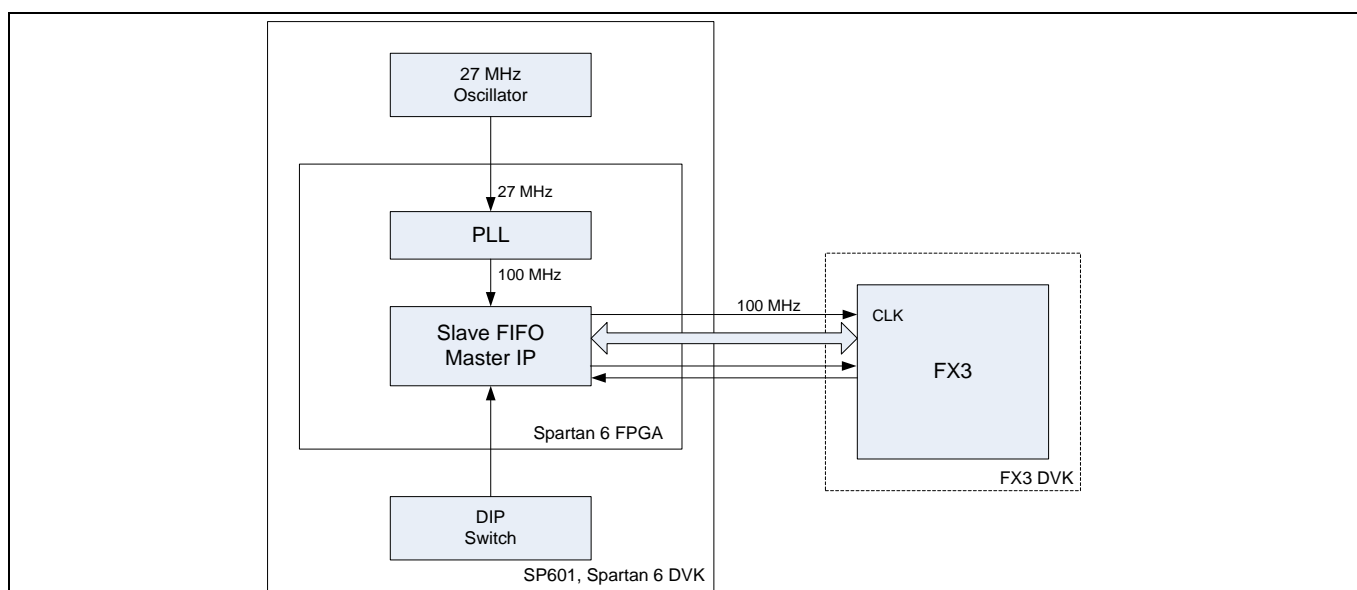 27 MHz
Oscillator
27 MHz
PLL
100 MHz
Slave FIFO
Master IP
100 MHz
CLK
FX3
Spartan 6 FPGA
FX3 DVK
DIP
Switch
SP601, Spartan 6 DVK